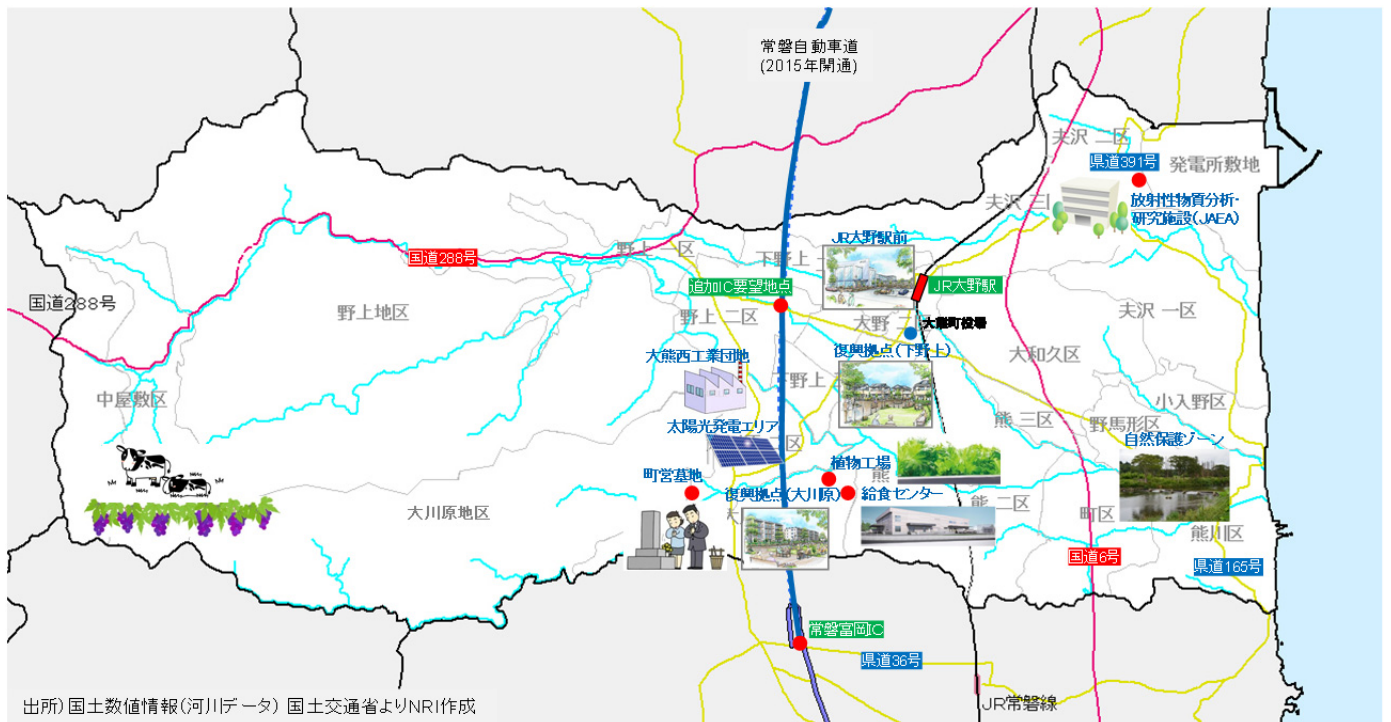 常磐自動車道
(2015年開通)
夫沢 二区
県道391号
発電所敷地
放射性物質分析・
研究施設(JAEA)
夫沢 三
JR大野駅前
野上 一区
下野上
国道288号
追加IC要望地点
JR大野駅
国道288号
野上地区
野上 二区
大野 二
大熊町役場
夫沢 一区
復興拠点(下野上)
大和久区
大熊西工業団地
下野上
中屋敷区
小入野区
熊 三区
野馬形区
太陽光発電エリア
区
自然保護ゾーン
植物工場
町営墓地
熊
復興拠点(大川原)
給食センター
大川原地区
大
熊 二区
町区
熊川区
国道6号
県道165号
常磐富岡IC
県道36号
出所)国土数値情報(河川データ) 国土交通省よりNRI作成
JR常磐線